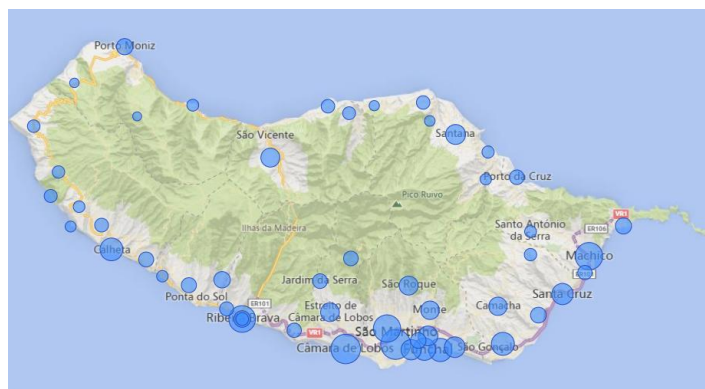 Porto Moniz
São Vicente
Santana
Porto da Cruz
Pico Ruivo
Ilhas da Madeira
Santo António
da Serra
VR1
ER106
Calheta
Machico
Jardim da Serra
São Roque
Ponta do Sol
ER101
Estreito de
Câmara de Lobos
Monte
Camacha
Santa Cruz
Ribeira Brava
VR1
São Martinho
Câmara de Lobos
Funchal
São Gonçalo